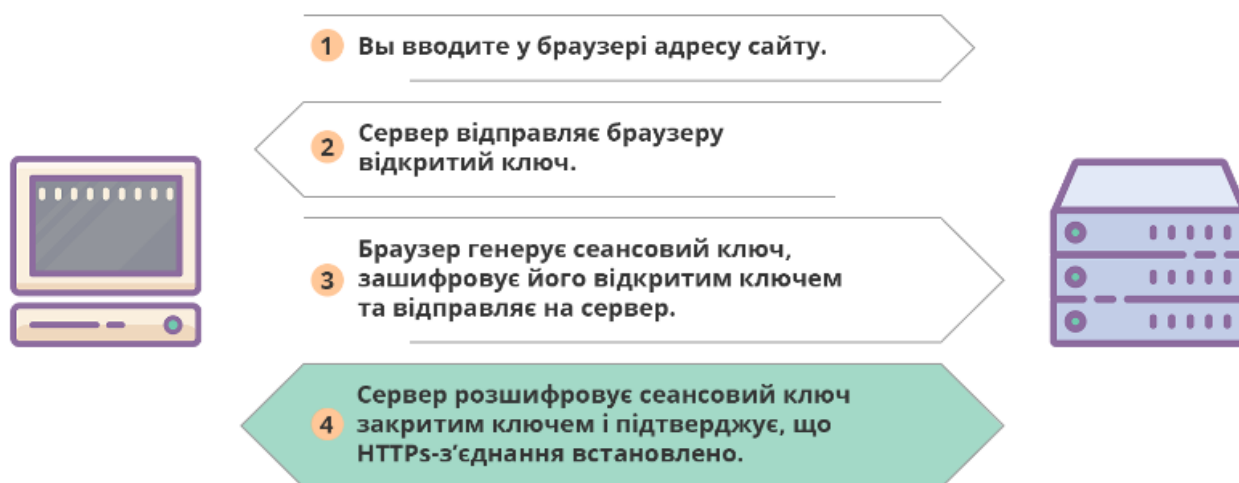 1 Вы вводите у браузері адресу сайту.
2 Сервер відправляє браузеру
відкритий ключ.
Браузер генерує сеансовий ключ,
3 зашифровує його відкритим ключем
та відправляє на сервер.
Сервер розшифровує сеансовий ключ
4 закритим ключем і підтверджує, що
HTTPs-з’єднання встановлено.